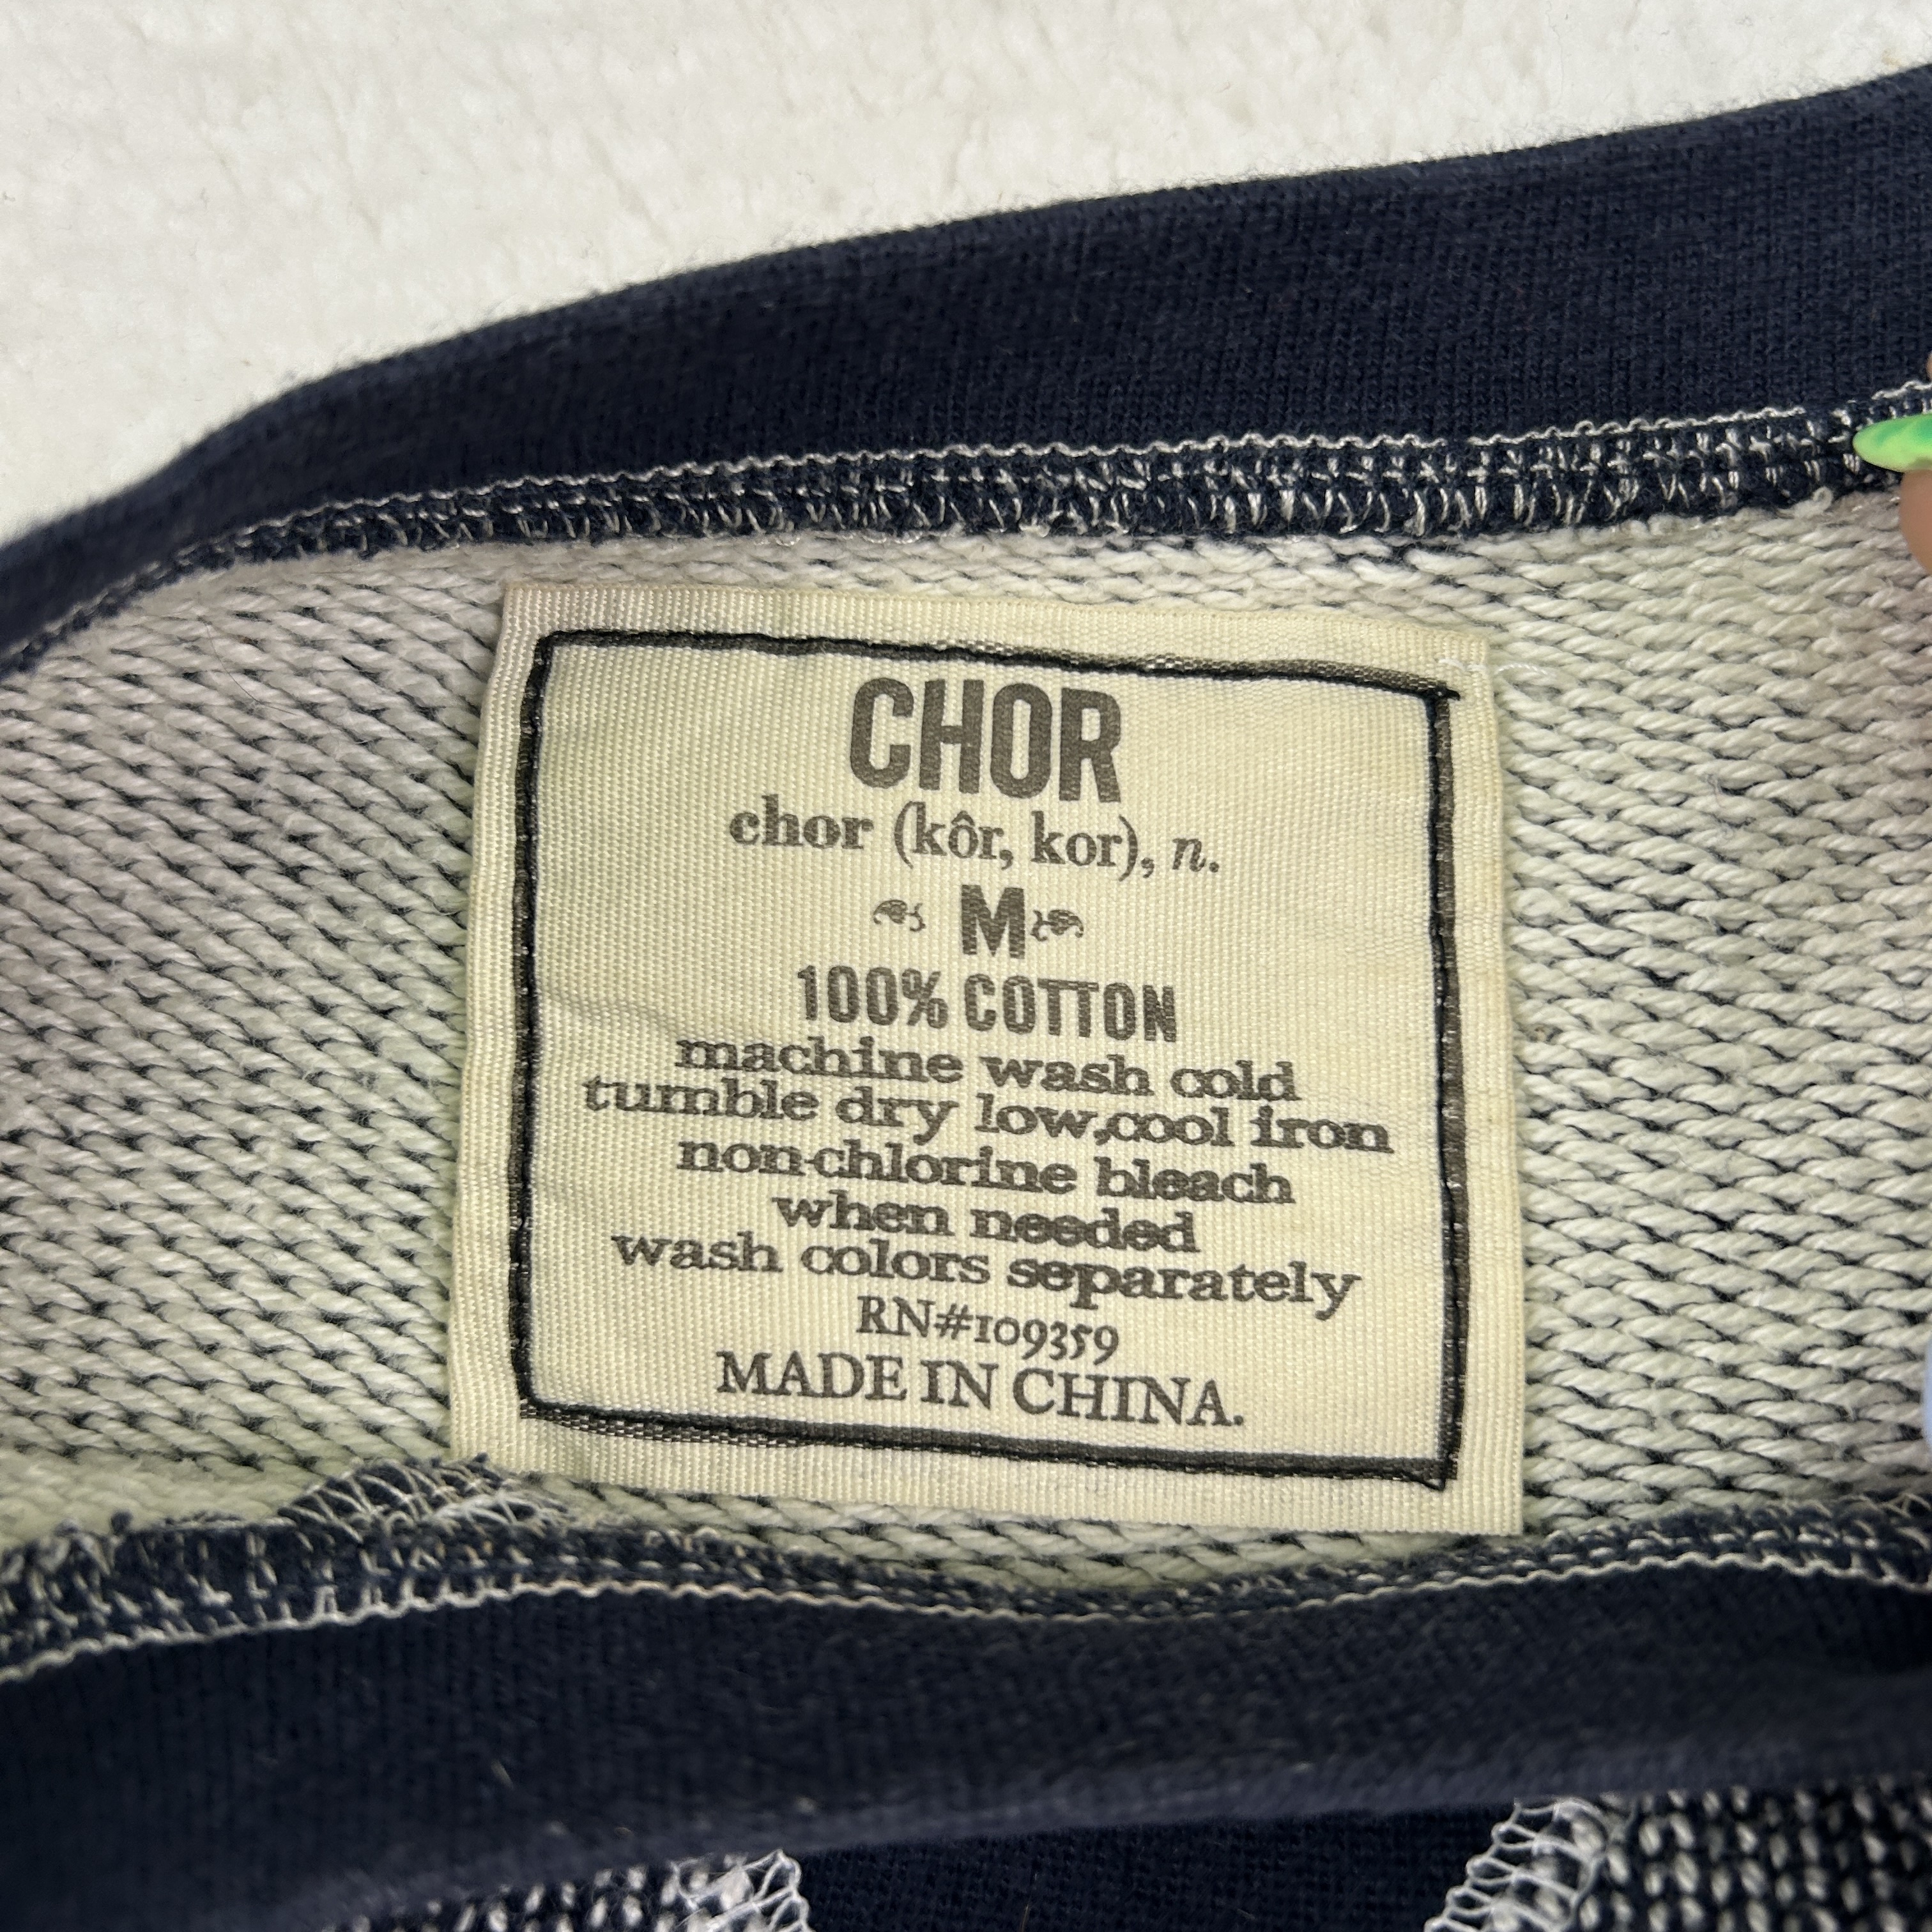 CHOR
chor (kôr, kor), n.
M
100% COTTON
machine wash cold
tumble dry low,cool iron
non-chlorine bleach
when needed
wash colors separately
RN#109359
MADE IN CHINA.